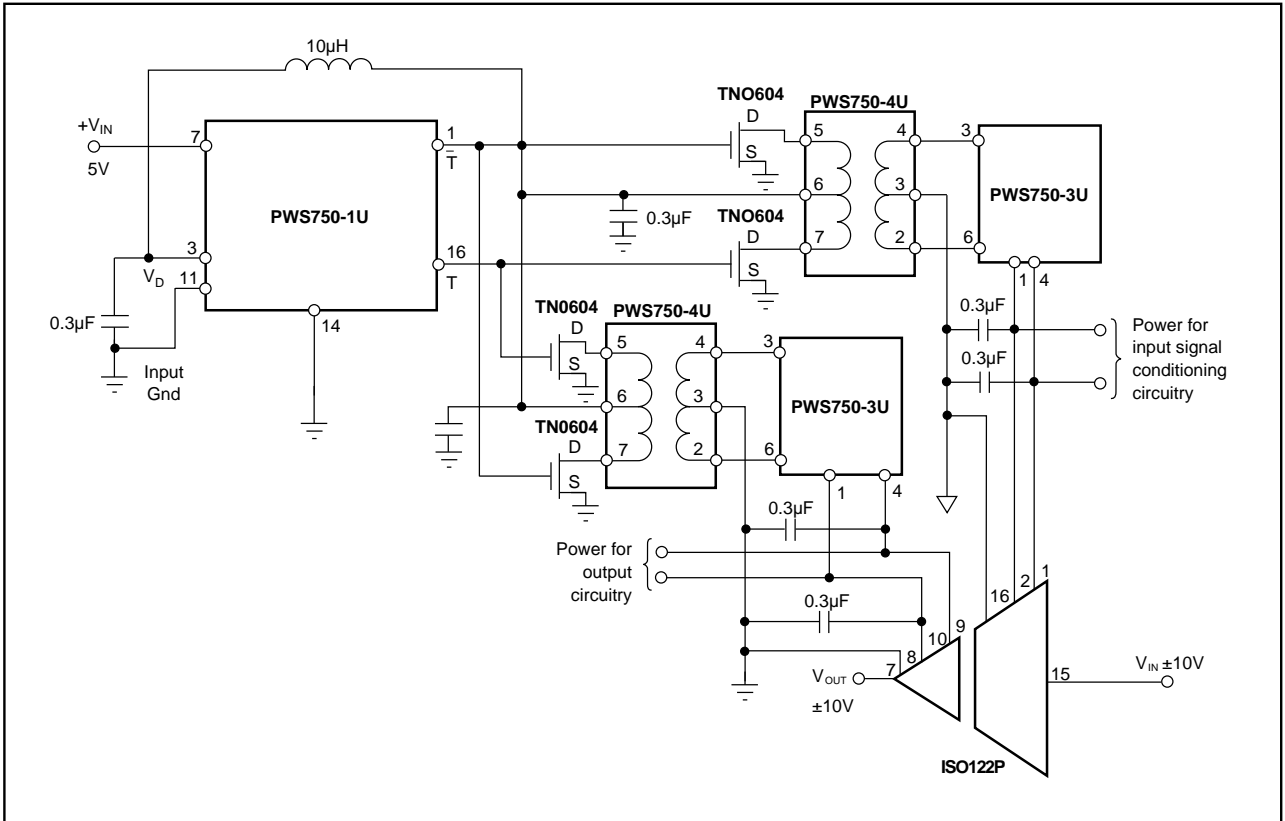 10µH
+V_IN
5V
7
PWS750-1U
1
T̅
3
V_D
11
16
T
14
0.3µF
Input
Gnd
TNO604
D
S
PWS750-4U
5
6
7
4
3
2
0.3µF
TNO604
D
S
3
6
PWS750-3U
1
4
0.3µF
0.3µF
Power for
input signal
conditioning
circuitry
TN0604
D
S
PWS750-4U
5
6
7
4
3
2
TN0604
D
S
3
6
PWS750-3U
1
4
0.3µF
Power for
output
circuitry
0.3µF
7
8
10
9
16
2
1
15
V_OUT
±10V
V_IN ±10V
ISO122P